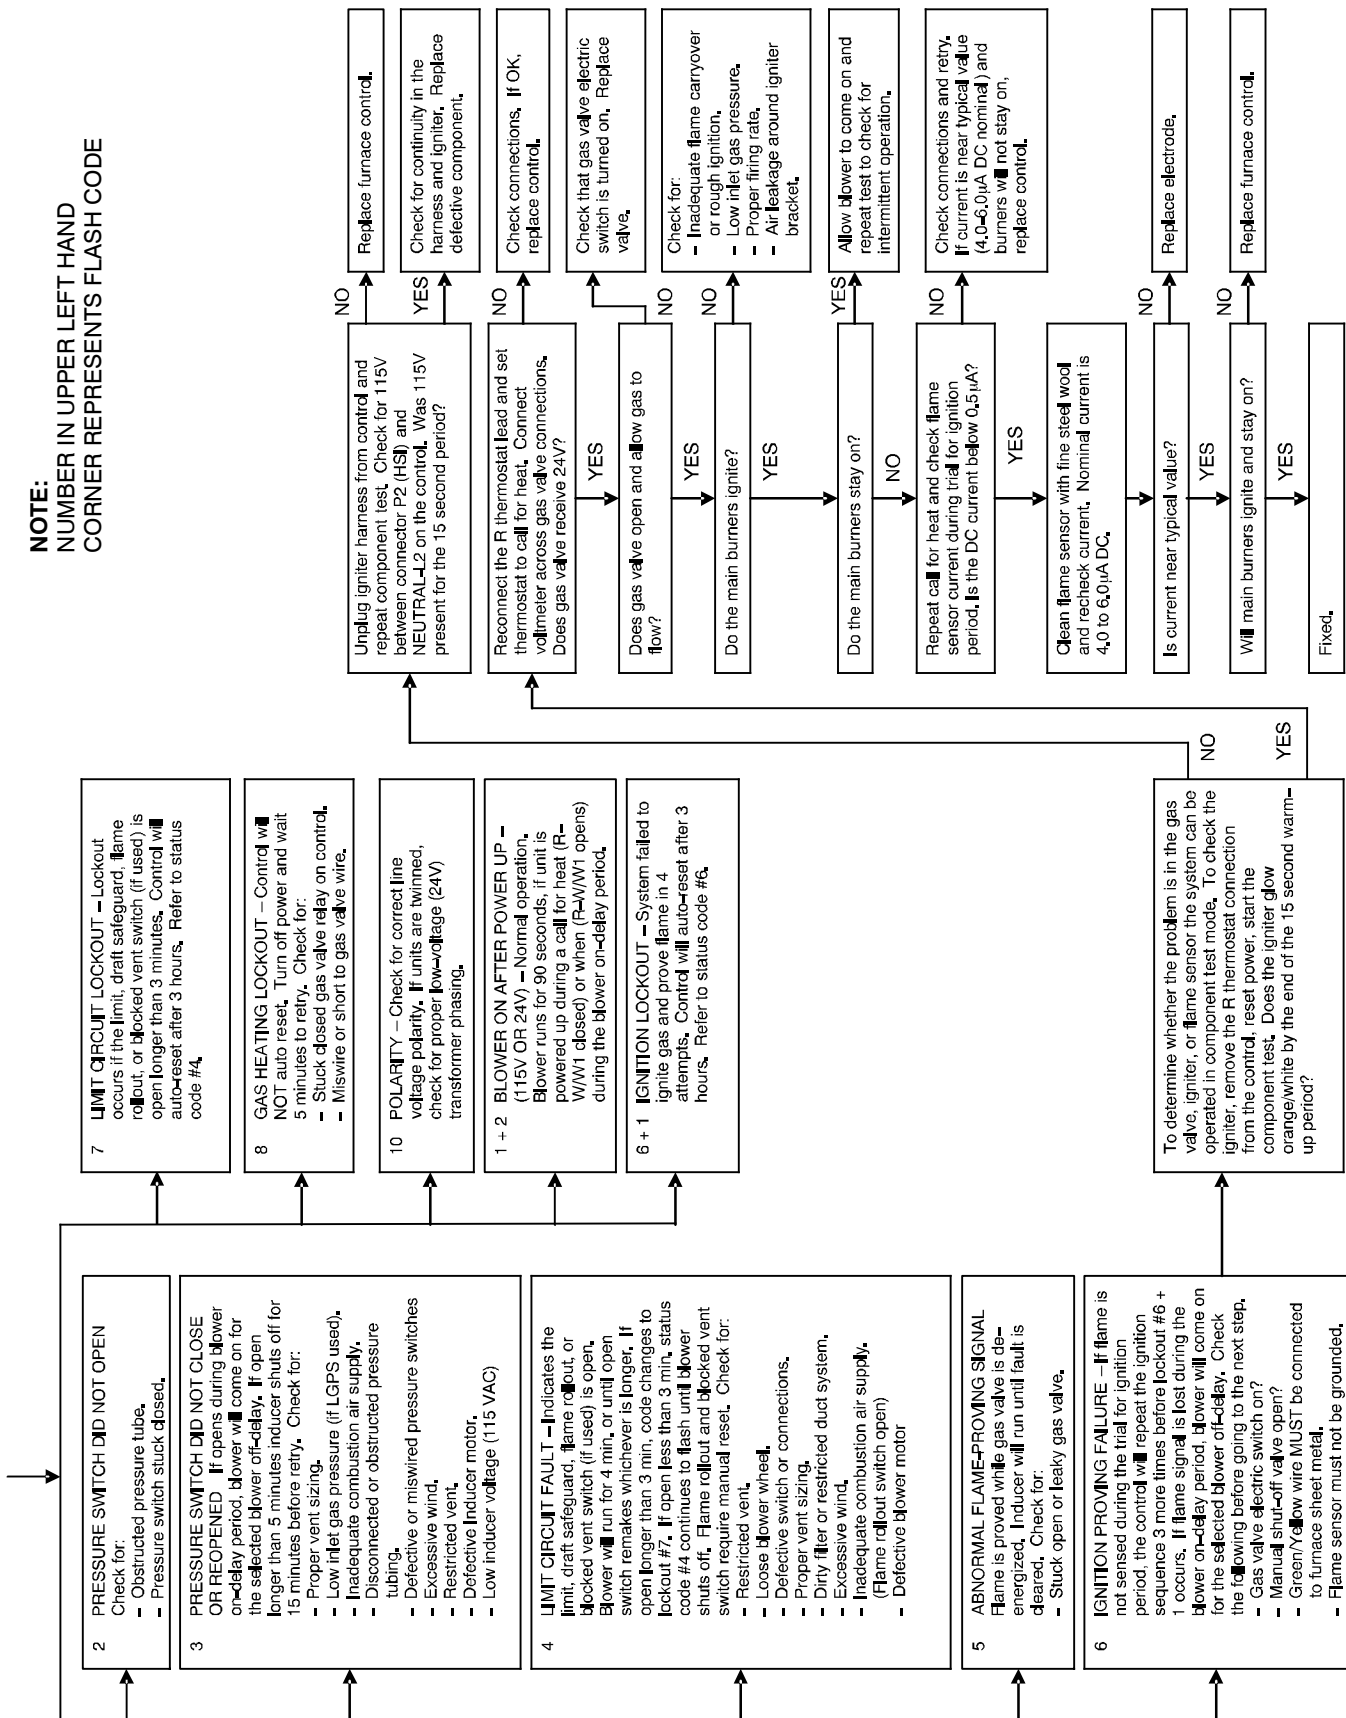 NOTE:
NUMBER IN UPPER LEFT HAND
CORNER REPRESENTS FLASH CODE
2 PRESSURE SWITCH DID NOT OPEN
Check for:
- Obstructed pressure tube.
- Pressure switch stuck closed.
3 PRESSURE SWITCH DID NOT CLOSE
OR REOPENED - If opens during blower
on-delay period, blower will come on for
the selected blower off-delay. If open
longer than 5 minutes inducer shuts off for
15 minutes before retry. Check for:
- Proper vent sizing.
- Low inlet gas pressure (if LGPS used).
- Inadequate combustion air supply.
- Disconnected or obstructed pressure
tubing.
- Defective or miswired pressure switches
- Excessive wind.
- Restricted vent.
- Defective Inducer motor.
- Low inducer voltage (115 VAC)
4 LIMIT CIRCUIT FAULT - Indicates the
limit, draft safeguard, flame rollout, or
blocked vent switch (if used) is open.
Blower will run for 4 min. or until open
switch remakes whichever is longer. If
open longer than 3 min, code changes to
lockout #7. If open less than 3 min. status
code #4 continues to flash until blower
shuts off. Flame rollout and blocked vent
switch require manual reset. Check for:
- Restricted vent.
- Loose blower wheel.
- Defective switch or connections.
- Proper vent sizing.
- Dirty filter or restricted duct system.
- Excessive wind.
- Inadequate combustion air supply.
(Flame rollout switch open)
- Defective blower motor
5 ABNORMAL FLAME-PROVING SIGNAL
Flame is proved while gas valve is de-
energized. Inducer will run until fault is
cleared. Check for:
- Stuck open or leaky gas valve.
6 IGNITION PROVING FAILURE - If flame is
not sensed during the trial for ignition
period, the control will repeat the ignition
sequence 3 more times before lockout #6 +
1 occurs. If flame signal is lost during the
blower on-delay period, blower will come on
for the selected blower off-delay. Check
the following before going to the next step.
- Gas valve electric switch on?
- Manual shut-off valve open?
- Green/Yellow wire MUST be connected
to furnace sheet metal.
- Flame sensor must not be grounded.
7 LIMIT CIRCUIT LOCKOUT - Lockout
occurs if the limit, draft safeguard, flame
rollout, or blocked vent switch (if used) is
open longer than 3 minutes. Control will
auto-reset after 3 hours. Refer to status
code #4.
8 GAS HEATING LOCKOUT - Control will
NOT auto reset. Turn off power and wait
5 minutes to retry. Check for:
- Stuck closed gas valve relay on control.
- Miswire or short to gas valve wire.
10 POLARITY - Check for correct line
voltage polarity. If units are twinned,
check for proper low-voltage (24V)
transformer phasing.
1 + 2 BLOWER ON AFTER POWER UP -
(115V OR 24V) - Normal operation.
Blower runs for 90 seconds, if unit is
powered up during a call for heat (R-
W/W1 closed) or when (R-W/W1 opens)
during the blower on-delay period.
6 + 1 IGNITION LOCKOUT - System failed to
ignite gas and prove flame in 4
attempts. Control will auto-reset after 3
hours. Refer to status code #6.
To determine whether the problem is in the gas
valve, igniter, or flame sensor the system can be
operated in component test mode. To check the
igniter, remove the R thermostat connection
from the control, reset power, start the
component test. Does the igniter glow
orange/white by the end of the 15 second warm-
up period?
NO
YES
Unplug igniter harness from control and
repeat component test. Check for 115V
between connector P2 (HSI) and
NEUTRAL-L2 on the control. Was 115V
present for the 15 second period?
NO
Replace furnace control.
YES
Check for continuity in the
harness and igniter. Replace
defective component.
Reconnect the R thermostat lead and set
thermostat to call for heat. Connect
voltmeter across gas valve connections.
Does gas valve receive 24V?
NO
Check connections. If OK,
replace control.
YES
Does gas valve open and allow gas to
flow?
NO
Check that gas valve electric
switch is turned on. Replace
valve.
YES
Do the main burners ignite?
NO
Check for:
- Inadequate flame carryover
or rough ignition.
- Low inlet gas pressure.
- Proper firing rate.
- Air leakage around igniter
bracket.
YES
Do the main burners stay on?
YES
Allow blower to come on and
repeat test to check for
intermittent operation.
NO
Repeat call for heat and check flame
sensor current during trial for ignition
period. Is the DC current below 0.5µA?
NO
Check connections and retry.
If current is near typical value
(4.0-6.0µA DC nominal) and
burners will not stay on,
replace control.
YES
Clean flame sensor with fine steel wool
and recheck current. Nominal current is
4.0 to 6.0µA DC.
Is current near typical value?
NO
Replace electrode.
YES
Will main burners ignite and stay on?
NO
Replace furnace control.
YES
Fixed.